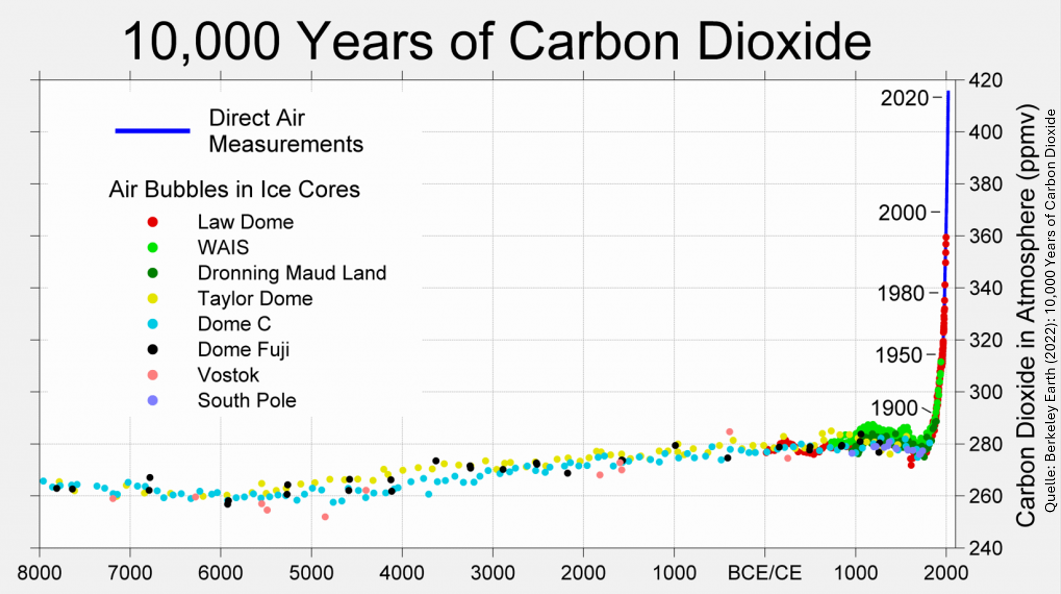 10,000 Years of Carbon Dioxide
Direct Air
Measurements
Air Bubbles in Ice Cores
Law Dome
WAIS
Dronning Maud Land
Taylor Dome
Dome C
Dome Fuji
Vostok
South Pole
2020
2000
1980
1950
1900
420
400
380
360
340
320
300
280
260
240
Carbon Dioxide in Atmosphere (ppmv)
Quelle: Berkeley Earth (2022): 10,000 Years of Carbon Dioxide
8000 7000 6000 5000 4000 3000 2000 1000 BCE/CE 1000 2000